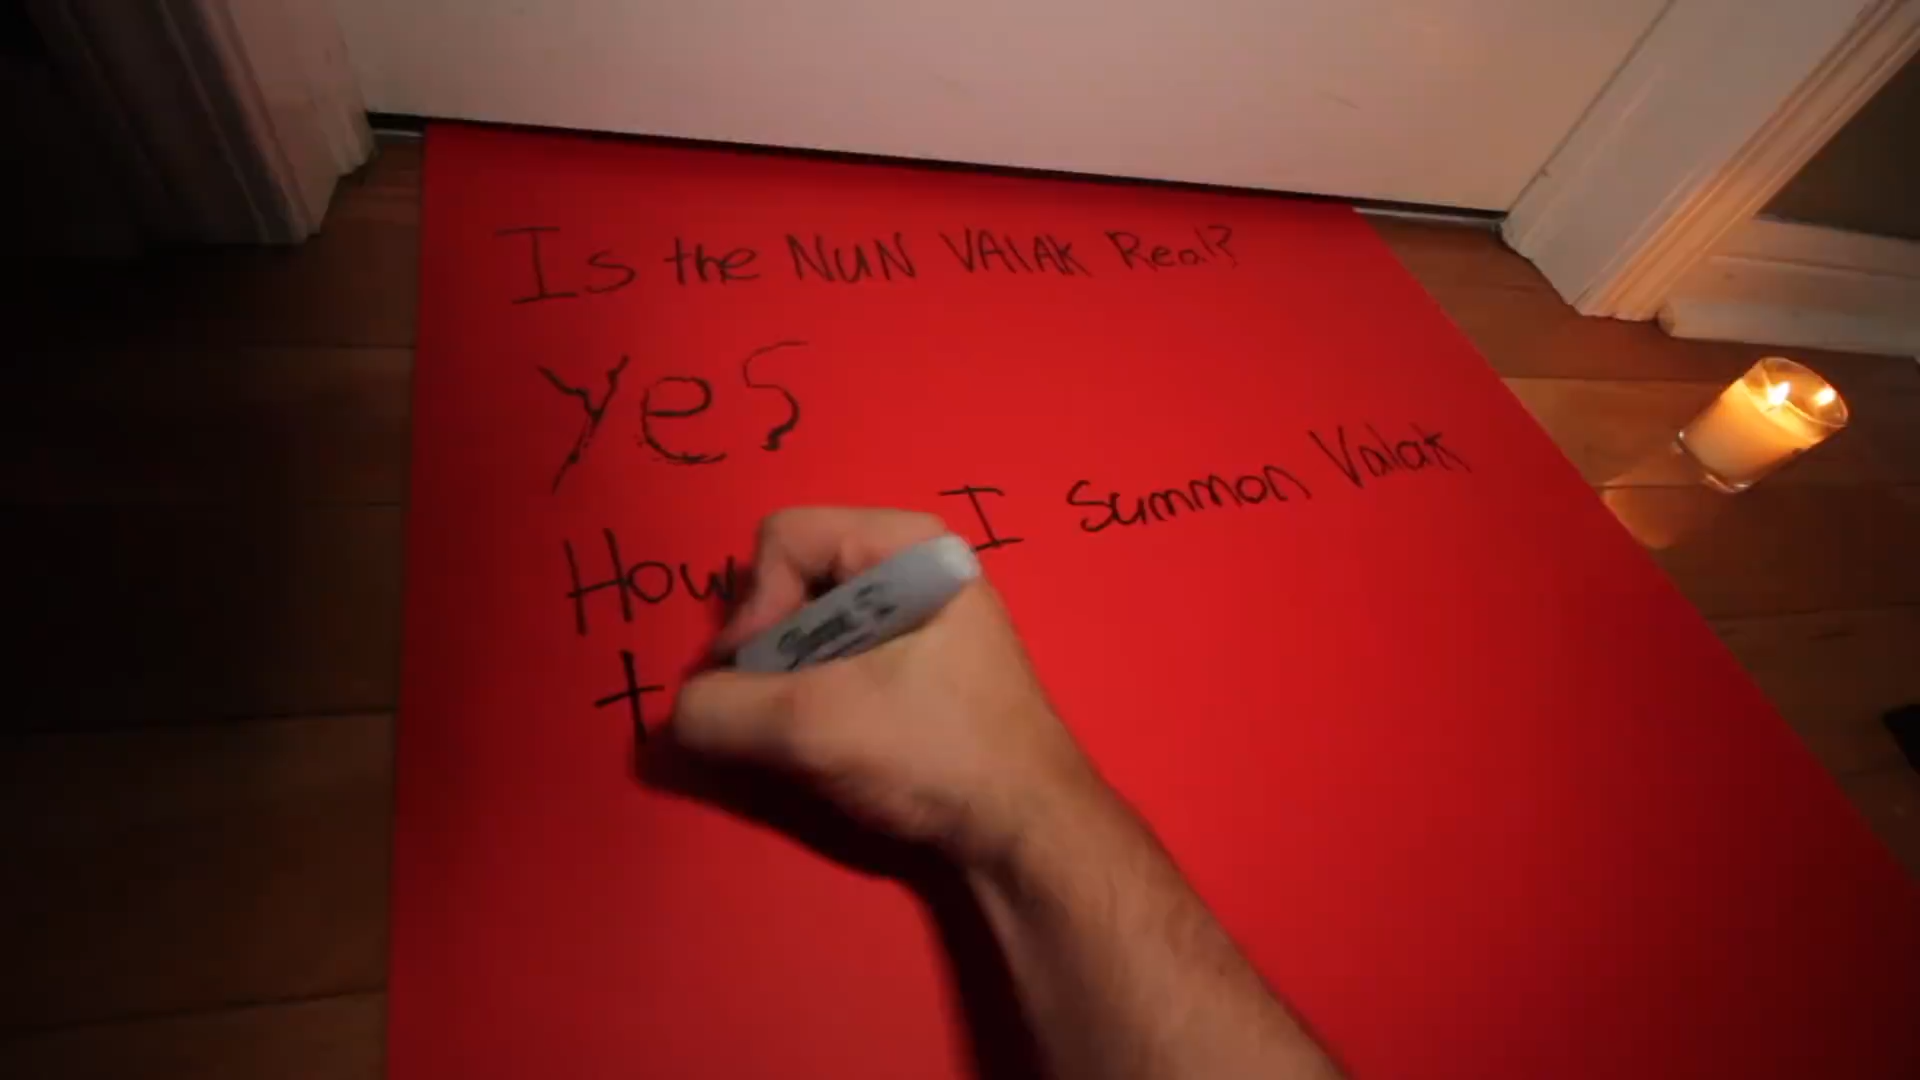 Is the NUN VAlAK Real?
yes
How I Summon Valak
t